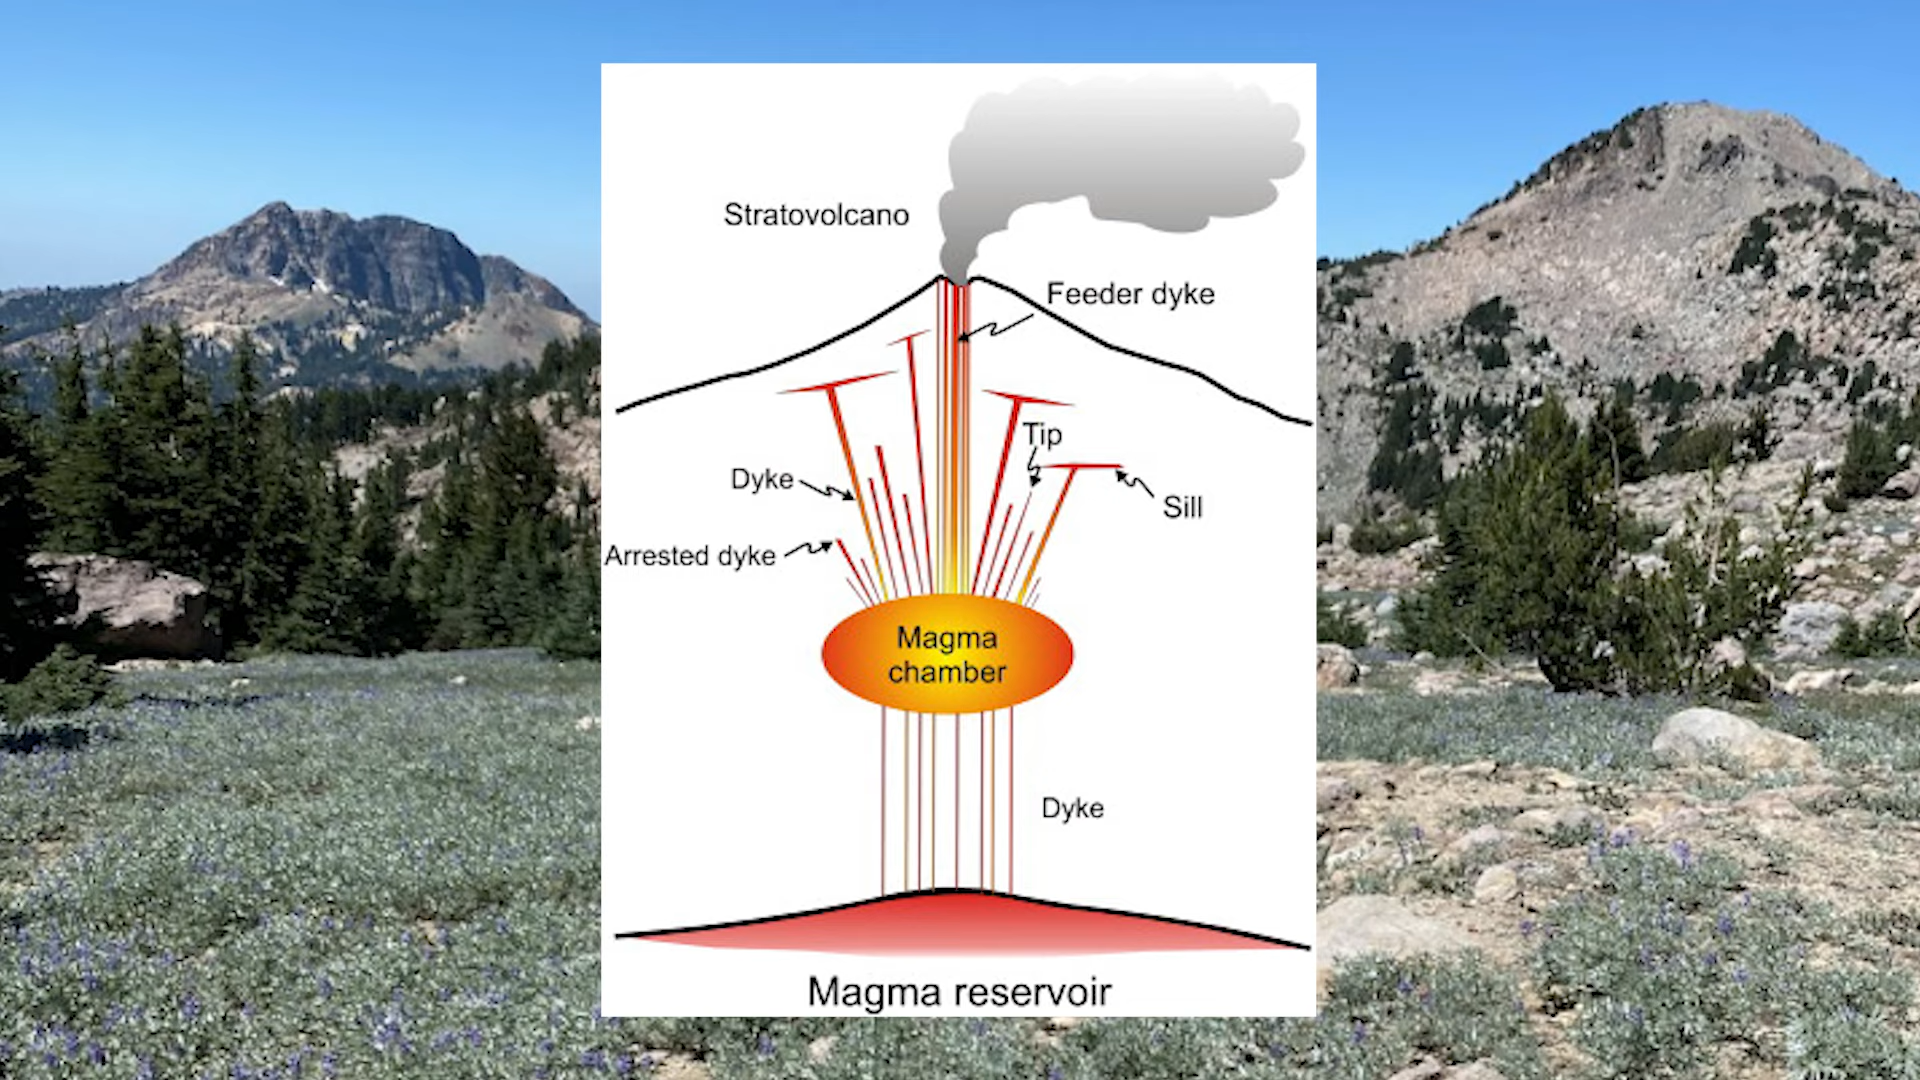 Stratovolcano
Feeder dyke
Tip
Dyke
Sill
Arrested dyke
Magma
chamber
Dyke
Magma reservoir